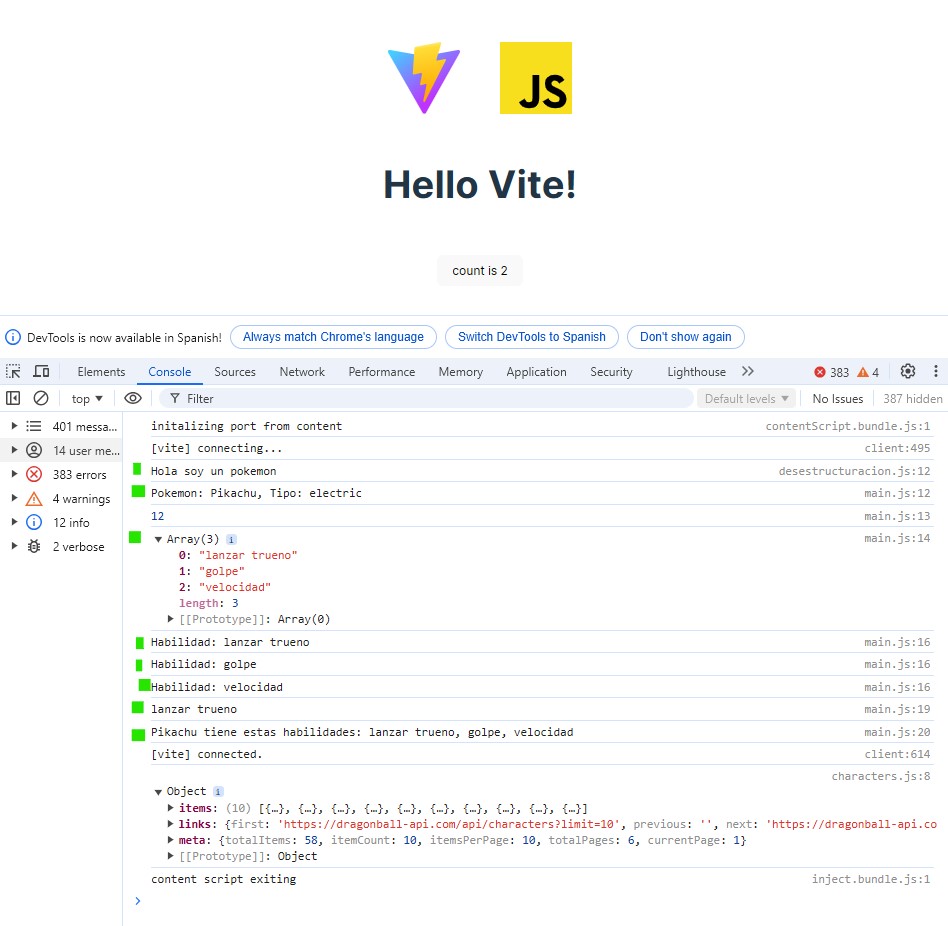 JS
Hello Vite!
count is 2
DevTools is now available in Spanish! Always match Chrome's language Switch DevTools to Spanish Don't show again
Elements Console Sources Network Performance Memory Application Security Lighthouse 383 4
top Filter Default levels No Issues 387 hidden
401 messa...
14 user me...
383 errors
4 warnings
12 info
2 verbose
initalizing port from content contentScript.bundle.js:1
[vite] connecting... client:495
Hola soy un pokemon desestructuracion.js:12
Pokemon: Pikachu, Tipo: electric main.js:12
12 main.js:13
Array(3) i main.js:14
0: "lanzar trueno"
1: "golpe"
2: "velocidad"
length: 3
[[Prototype]]: Array(0)
Habilidad: lanzar trueno main.js:16
Habilidad: golpe main.js:16
Habilidad: velocidad main.js:16
lanzar trueno main.js:19
Pikachu tiene estas habilidades: lanzar trueno, golpe, velocidad main.js:20
[vite] connected. client:614
characters.js:8
Object i
items: (10) [{…}, {…}, {…}, {…}, {…}, {…}, {…}, {…}, {…}, {…}]
links: {first: 'https://dragonball-api.com/api/characters?limit=10', previous: '', next: 'https://dragonball-api.co
meta: {totalItems: 58, itemCount: 10, itemsPerPage: 10, totalPages: 6, currentPage: 1}
[[Prototype]]: Object
content script exiting inject.bundle.js:1